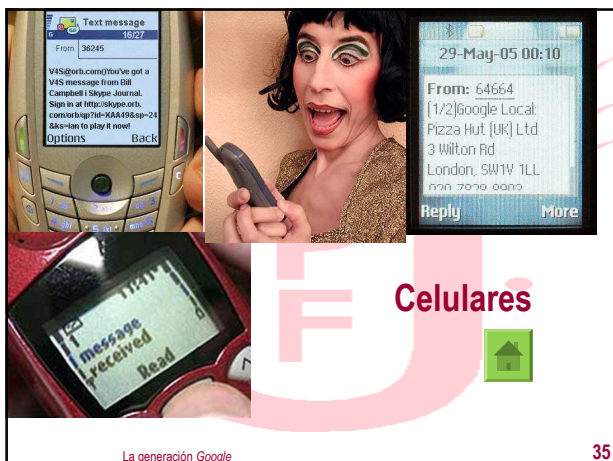 Text message
6
16/27
From 36245
V4S@orb.com()You've got a
V4S message from Bill
Campbell i Skype Journal.
Sign in at http://skype.orb.
com/orb/qp?id=XAA49&sp=24
&ks=ian to play it now!
Options Back
29-May-05 00:10
From: 64664
(1/2)Google Local:
Pizza Hut (UK) Ltd
3 Wilton Rd
London, SW1V 1LL
Reply More
1 message
received
Read
Celulares
P
F
J
La generación Google
35